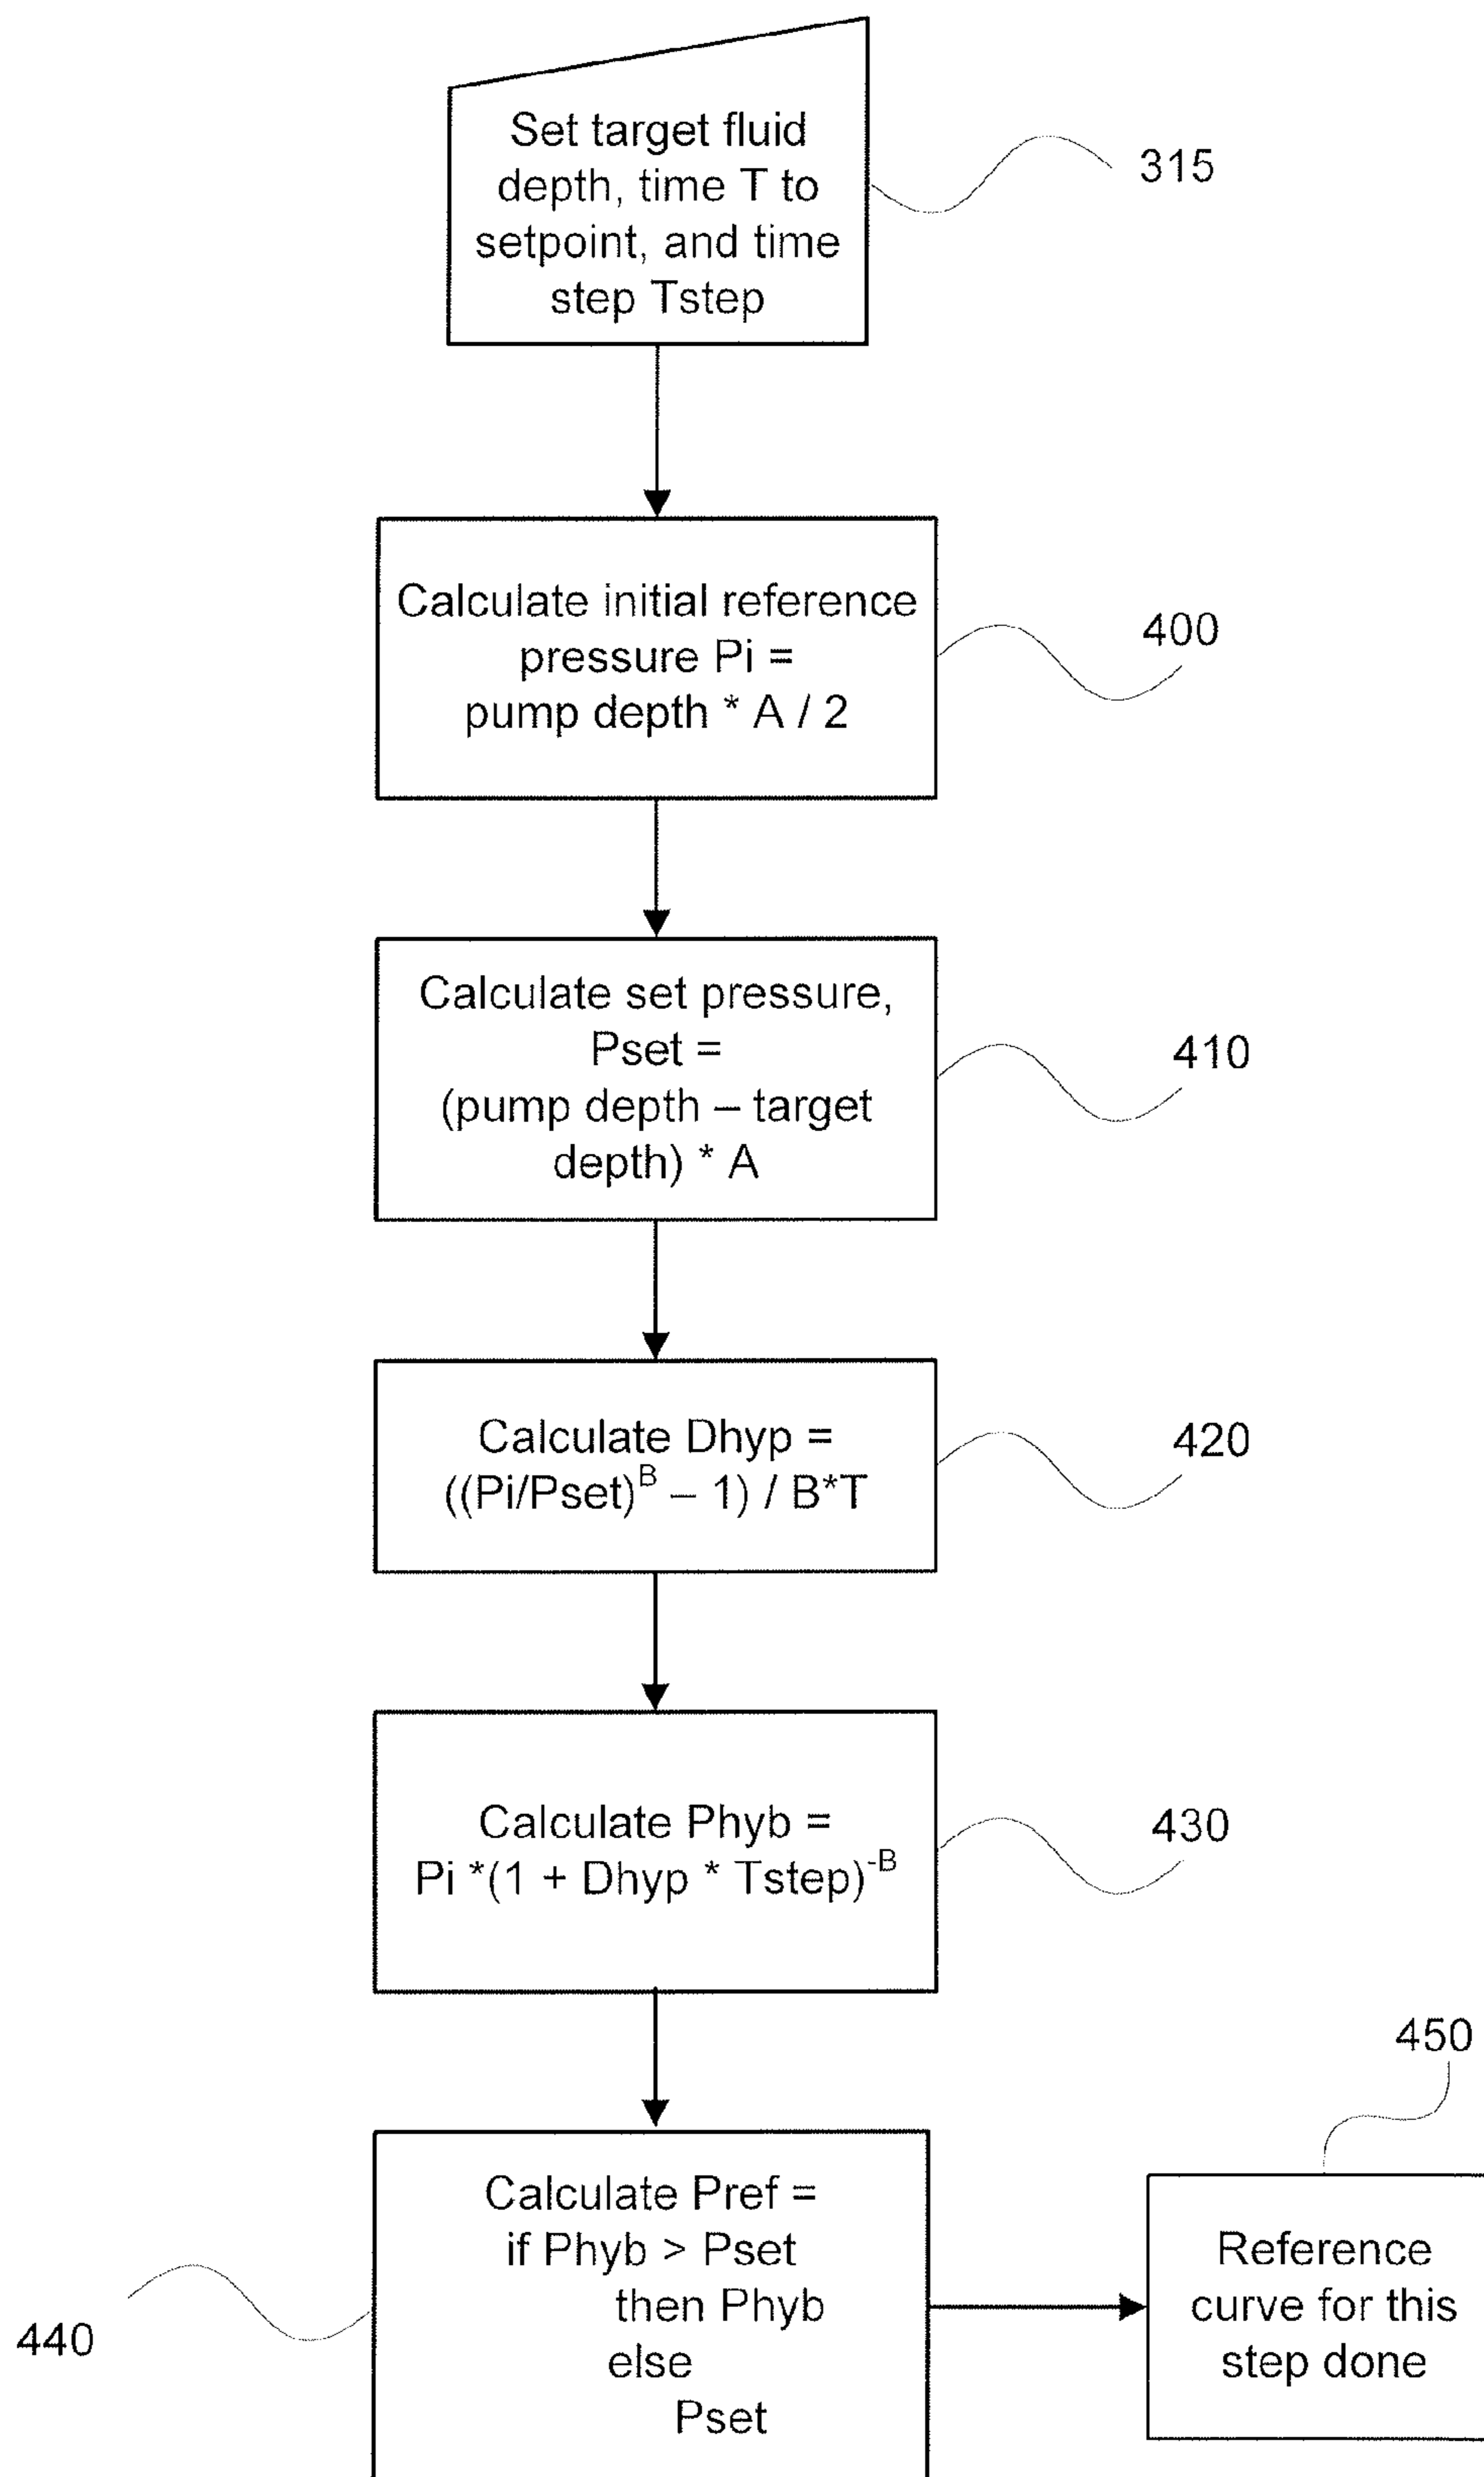 Set target fluid
depth, time T to
setpoint, and time
step Tstep
315
Calculate initial reference
pressure Pi =
pump depth * A / 2
400
Calculate set pressure,
Pset =
(pump depth – target
depth) * A
410
Calculate Dhyp =
((Pi/Pset)^B – 1) / B*T
420
Calculate Phyb =
Pi *(1 + Dhyp * Tstep)^-B
430
Calculate Pref =
if Phyb > Pset
then Phyb
else
Pset
440
450
Reference
curve for this
step done